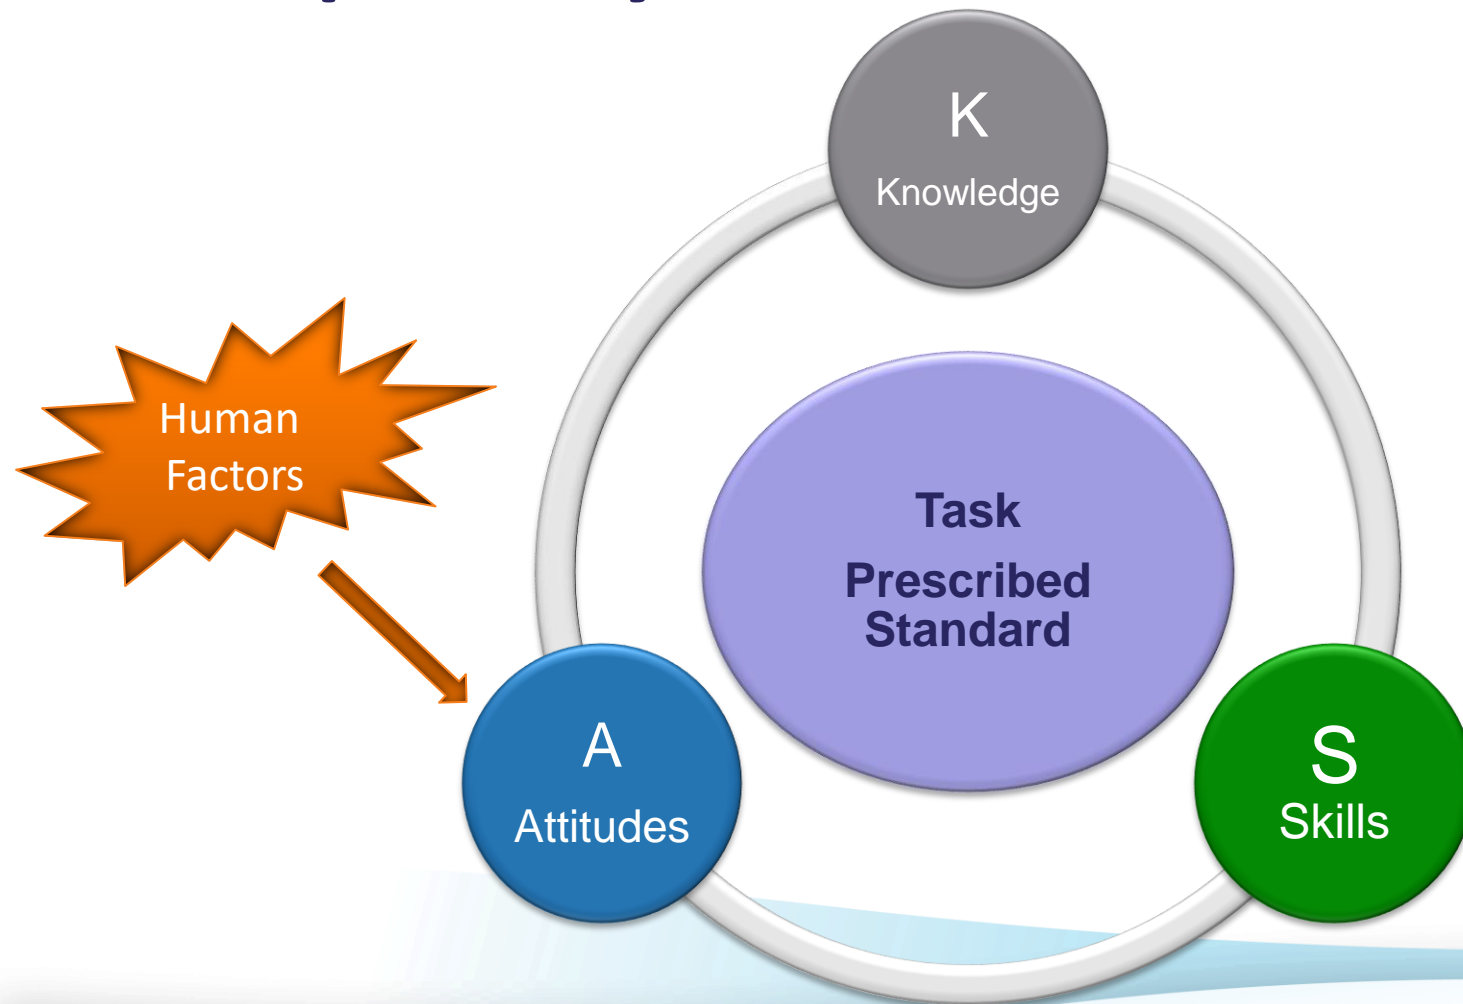 K
Knowledge
Human
Factors
Task
Prescribed
Standard
A
Attitudes
S
Skills